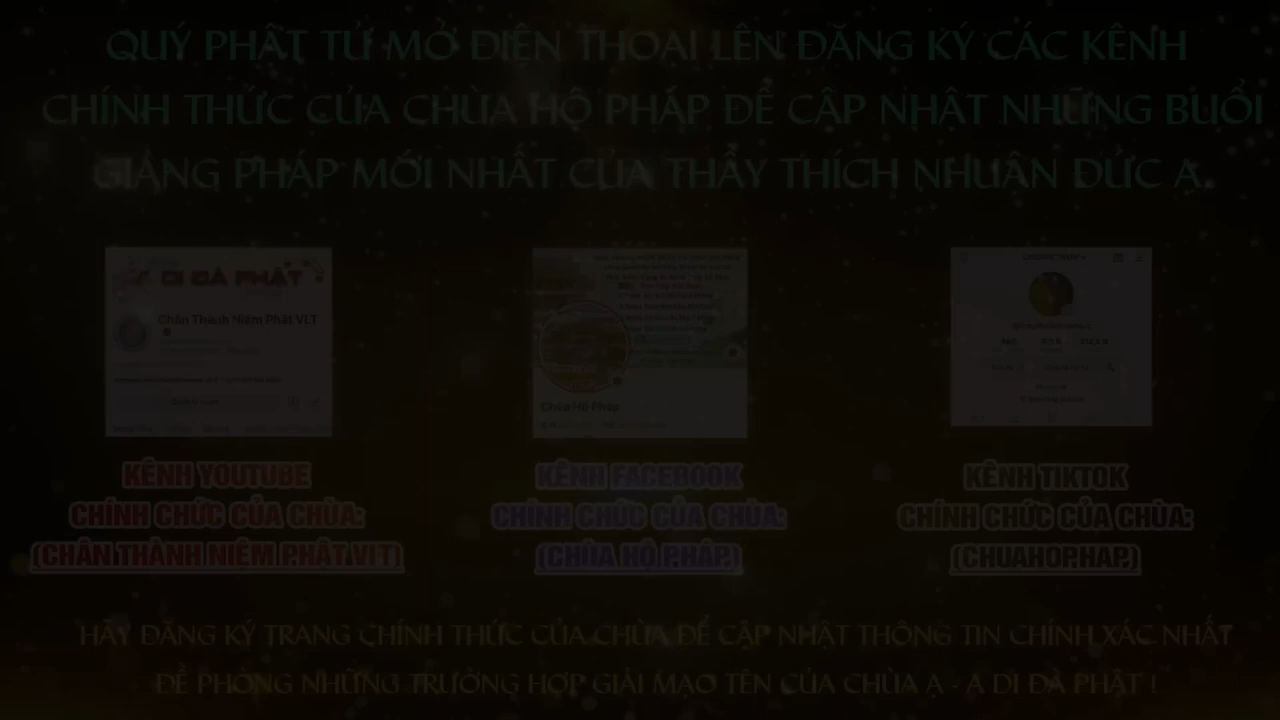 QUÝ PHẬT TỬ MỞ ĐIỆN THOẠI LÊN ĐĂNG KÝ CÁC KÊNH
CHÍNH THỨC CỦA CHÙA HỘ PHÁP ĐỂ CẬP NHẬT NHỮNG BUỔI
GIẢNG PHÁP MỚI NHẤT CỦA THẦY THÍCH NHUẬN ĐỨC Ạ.
DI ĐÀ PHẬT
Chân Thành Niệm Phật VLT
Chùa Hộ Pháp
KÊNH YOUTUBE
CHÍNH CHỨC CỦA CHÙA:
(CHÂN THÀNH NIỆM PHẬT VIT)
KÊNH FACEBOOK
CHÍNH CHỨC CỦA CHÙA:
(CHÙA HỘ PHÁP)
KÊNH TIKTOK
CHÍNH CHỨC CỦA CHÙA:
(CHUAHOPHAP)
HÃY ĐĂNG KÝ TRANG CHÍNH THỨC CỦA CHÙA ĐỂ CẬP NHẬT THÔNG TIN CHÍNH XÁC NHẤT
ĐỀ PHÒNG NHỮNG TRƯỜNG HỢP GIẢI MẠO TÊN CỦA CHÙA Ạ - A DI ĐÀ PHẬT !